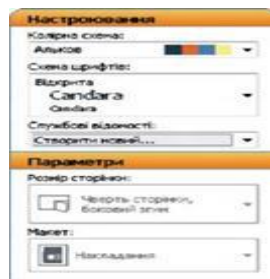 Настроювання
Колірна схема:
Альков
Схема шрифтів:
Відкрита
Candara
Candara
Службові відомості:
Створити новий...
Параметри
Розмір сторінки:
Чверть сторінки,
боковий згин
Макет:
Накладання